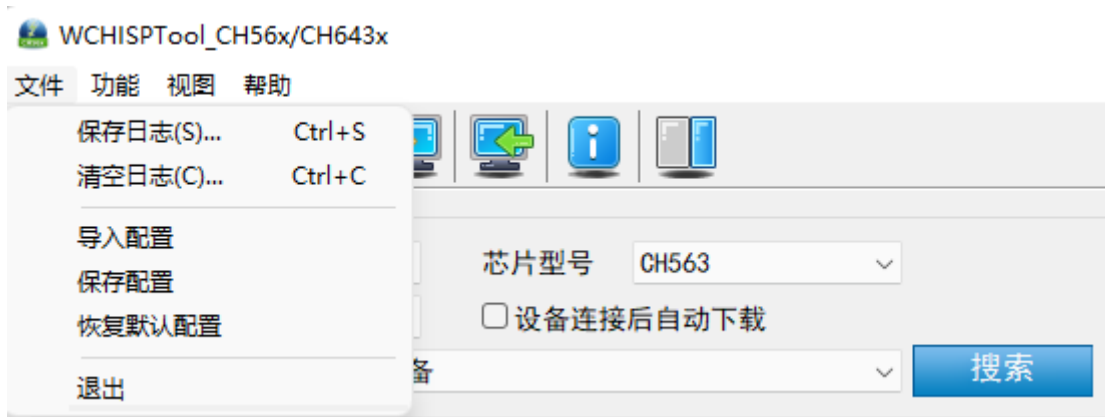 WCHISPTool_CH56x/CH643x
文件 功能 视图 帮助
保存日志(S)... Ctrl+S
清空日志(C)... Ctrl+C
导入配置
芯片型号 CH563
保存配置
恢复默认配置
设备连接后自动下载
备 搜索
退出